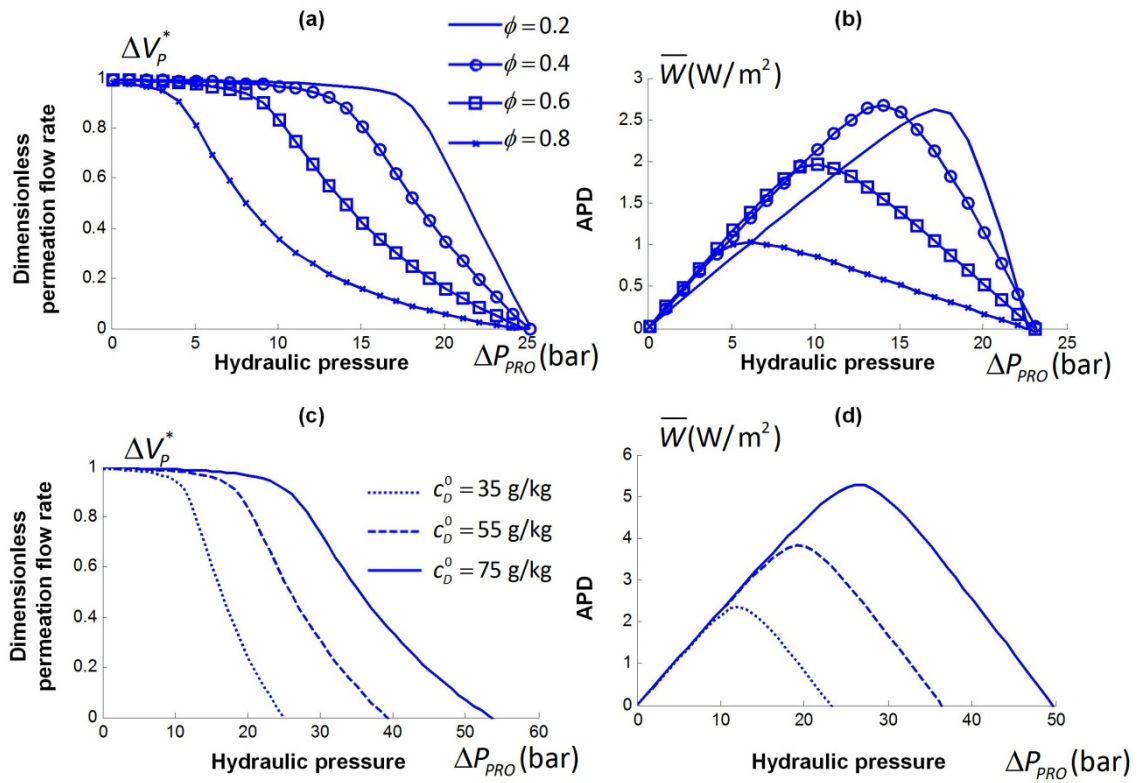 (a)
ΔV_P^*
Dimensionless permeation flow rate
1
0.8
0.6
0.4
0.2
0
0 5 10 15 20 25
Hydraulic pressure
ΔP_PRO (bar)
ϕ = 0.2
ϕ = 0.4
ϕ = 0.6
ϕ = 0.8
(b)
W̅(W/m²)
APD
3
2.5
2
1.5
1
0.5
0
0 5 10 15 20 25
Hydraulic pressure
ΔP_PRO (bar)
(c)
ΔV_P^*
Dimensionless permeation flow rate
1
0.8
0.6
0.4
0.2
0
0 10 20 30 40 50 60
Hydraulic pressure
ΔP_PRO (bar)
c_D^0 = 35 g/kg
c_D^0 = 55 g/kg
c_D^0 = 75 g/kg
(d)
W̅(W/m²)
APD
6
5
4
3
2
1
0
0 10 20 30 40 50
Hydraulic pressure
ΔP_PRO (bar)